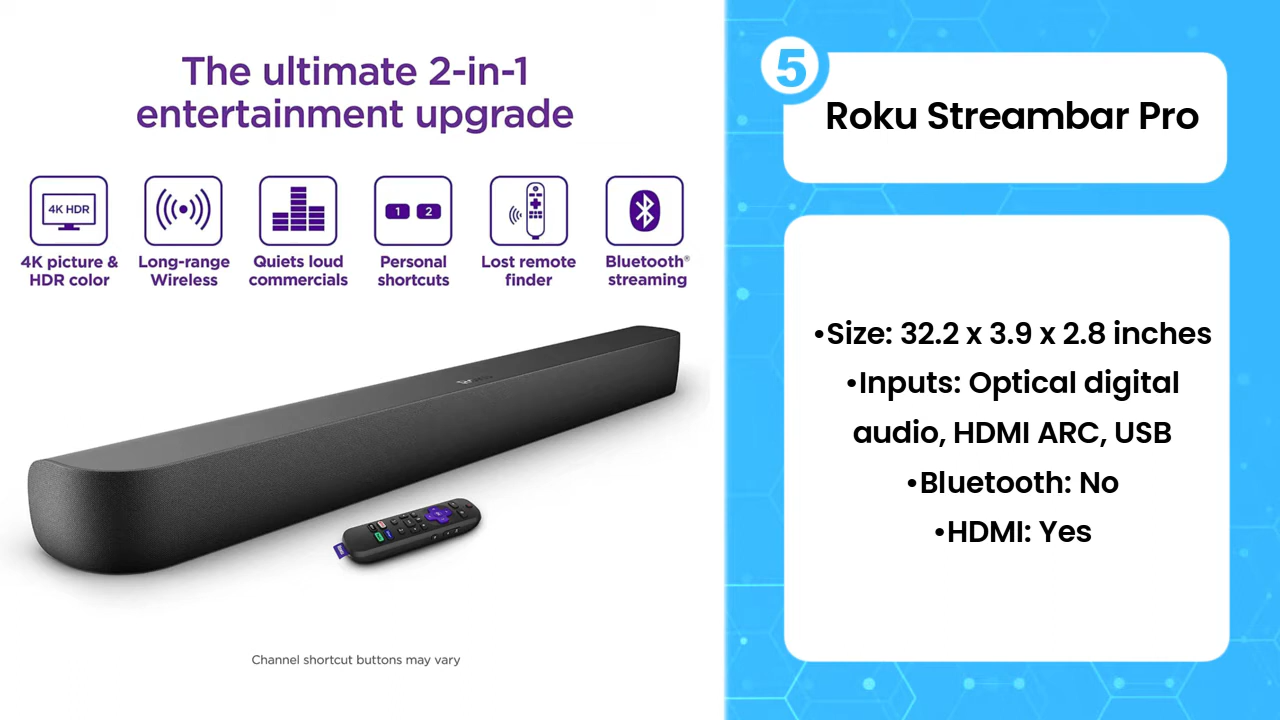 The ultimate 2-in-1
entertainment upgrade
4K HDR
1 2
4K picture &
HDR color
Long-range
Wireless
Quiets loud
commercials
Personal
shortcuts
Lost remote
finder
Bluetooth®
streaming
Channel shortcut buttons may vary
5
Roku Streambar Pro
•Size: 32.2 x 3.9 x 2.8 inches
•Inputs: Optical digital
audio, HDMI ARC, USB
•Bluetooth: No
•HDMI: Yes